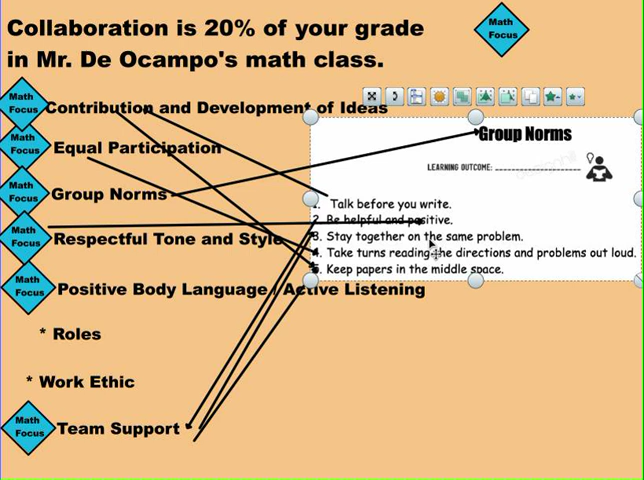 Collaboration is 20% of your grade
in Mr. De Ocampo's math class.
Math
Focus
Math
Focus
Contribution and Development of Ideas
Math
Focus
Equal Participation
Math
Focus
Group Norms
Math
Focus
Respectful Tone and Style
Math
Focus
Positive Body Language / Active Listening
* Roles
* Work Ethic
Math
Focus
Team Support
Group Norms
LEARNING OUTCOME:
1. Talk before you write.
2. Be helpful and positive.
3. Stay together on the same problem.
4. Take turns reading the directions and problems out loud.
5. Keep papers in the middle space.